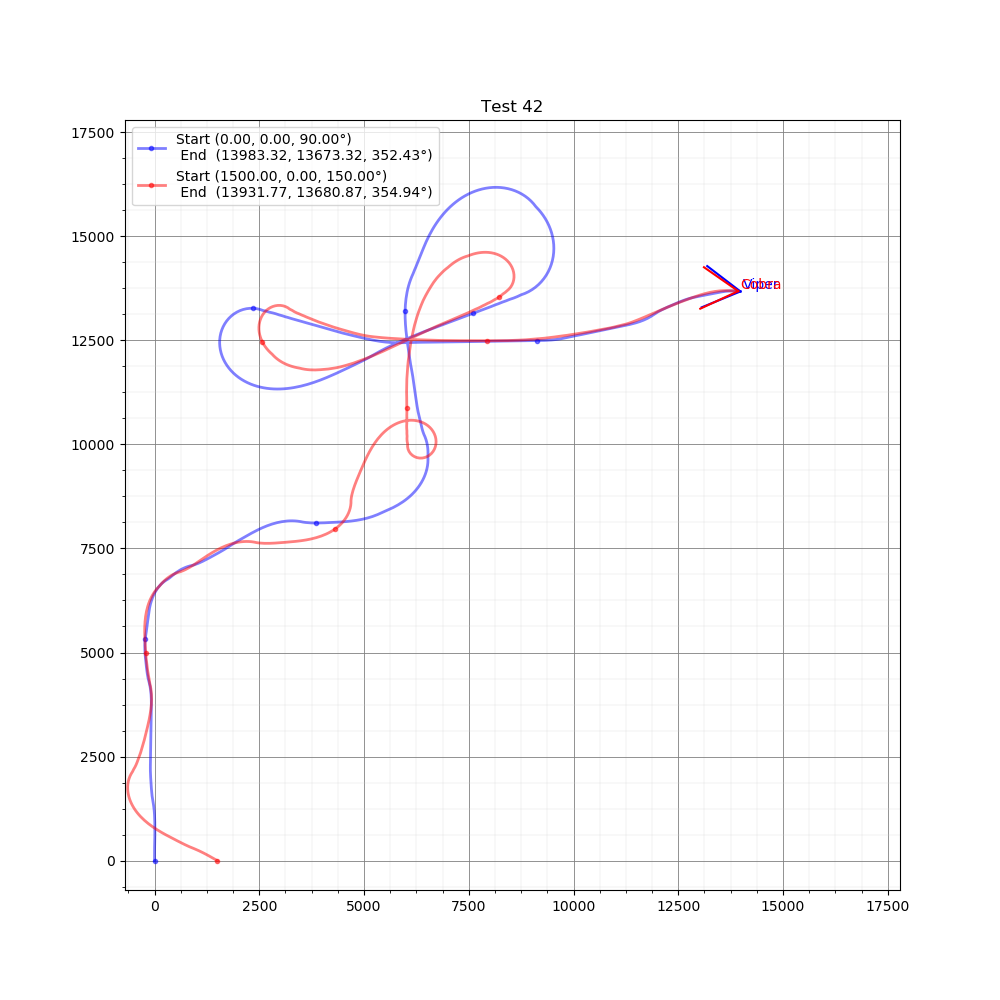 Test 42
Start (0.00, 0.00, 90.00°)
End (13983.32, 13673.32, 352.43°)
Start (1500.00, 0.00, 150.00°)
End (13931.77, 13680.87, 354.94°)
17500
15000
12500
10000
7500
5000
2500
0
Viper
Cobra
0 2500 5000 7500 10000 12500 15000 17500